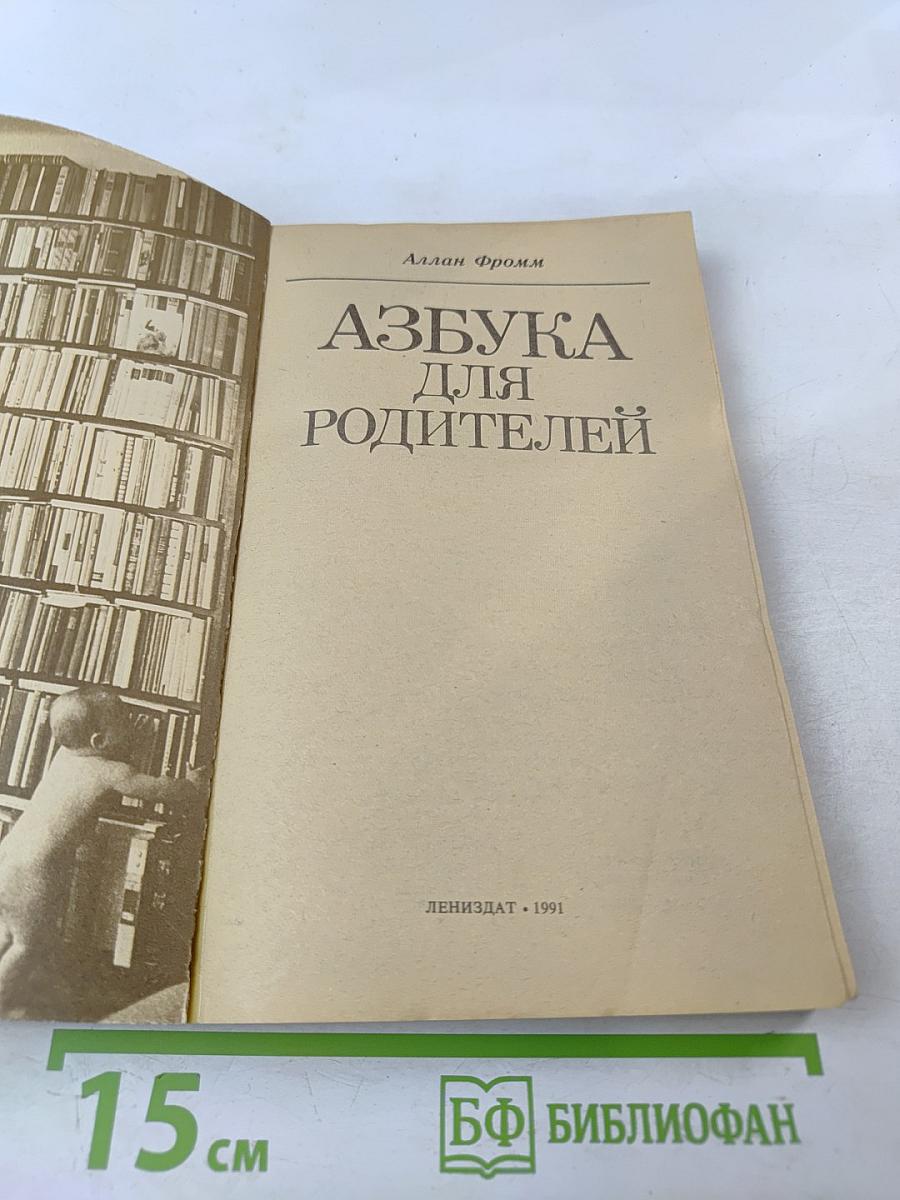 Аллан Фромм
АЗБУКА
ДЛЯ
РОДИТЕЛЕЙ
ЛЕНИЗДАТ • 1991
15 см
БФ БИБЛИОФАН